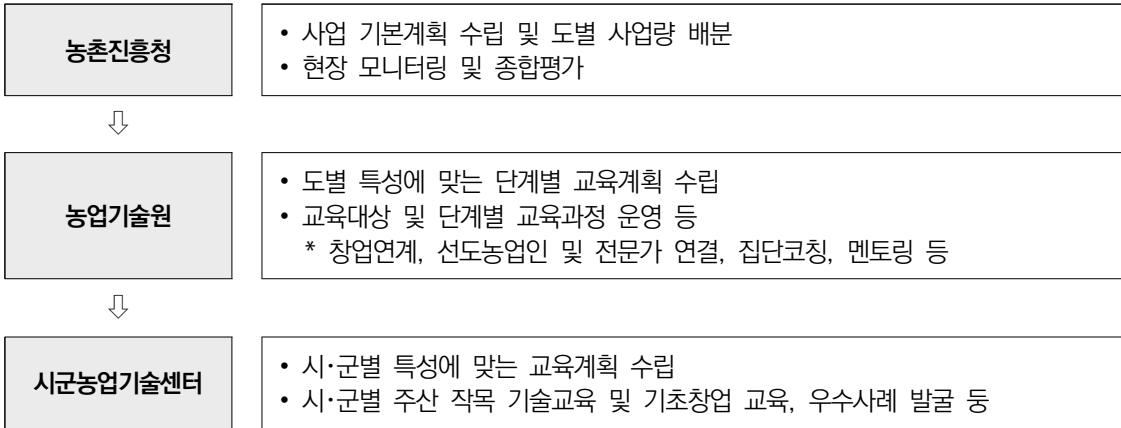 농촌진흥청
• 사업 기본계획 수립 및 도별 사업량 배분
• 현장 모니터링 및 종합평가
⇩
농업기술원
• 도별 특성에 맞는 단계별 교육계획 수립
• 교육대상 및 단계별 교육과정 운영 등
* 창업연계, 선도농업인 및 전문가 연결, 집단코칭, 멘토링 등
⇩
시군농업기술센터
• 시·군별 특성에 맞는 교육계획 수립
• 시·군별 주산 작목 기술교육 및 기초창업 교육, 우수사례 발굴 둥